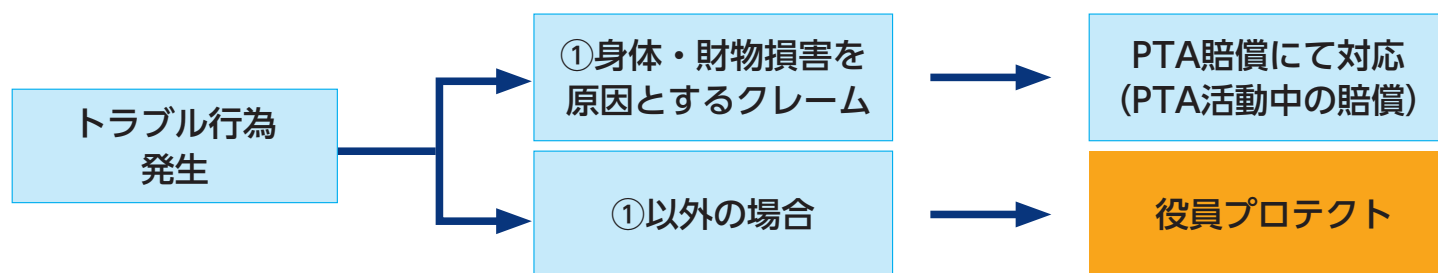 トラブル行為
発生
①身体・財物損害を
原因とするクレーム
PTA賠償にて対応
(PTA活動中の賠償)
①以外の場合
役員プロテクト